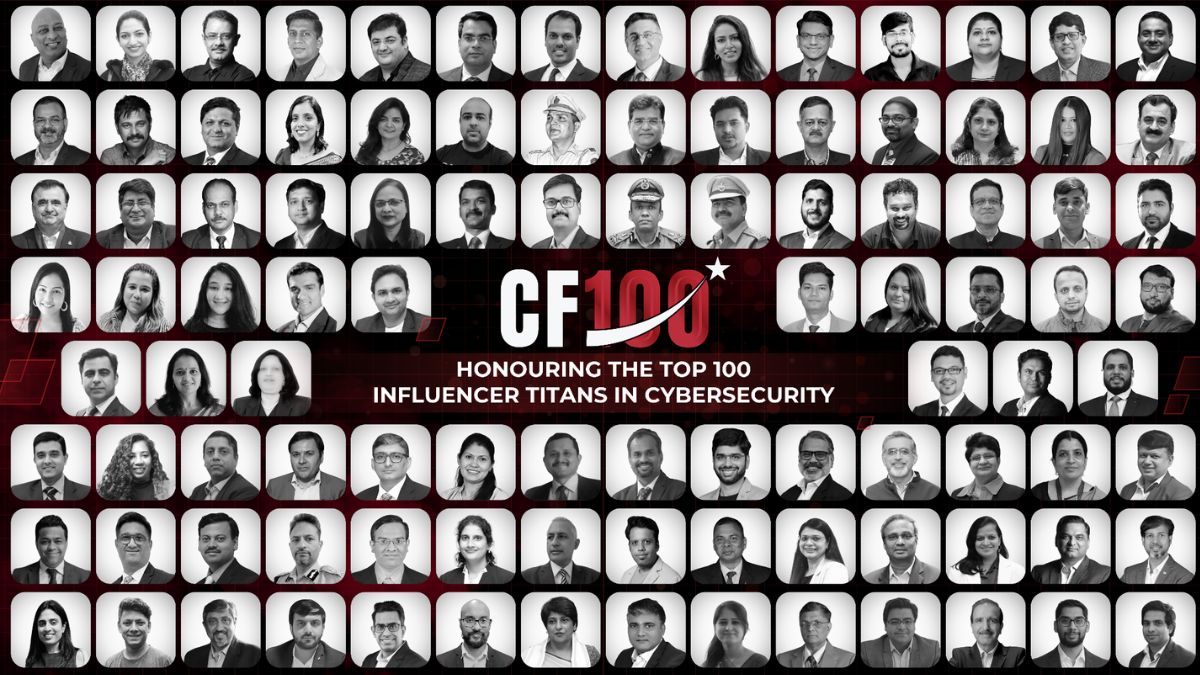 CF100
HONOURING THE TOP 100
INFLUENCER TITANS IN CYBERSECURITY